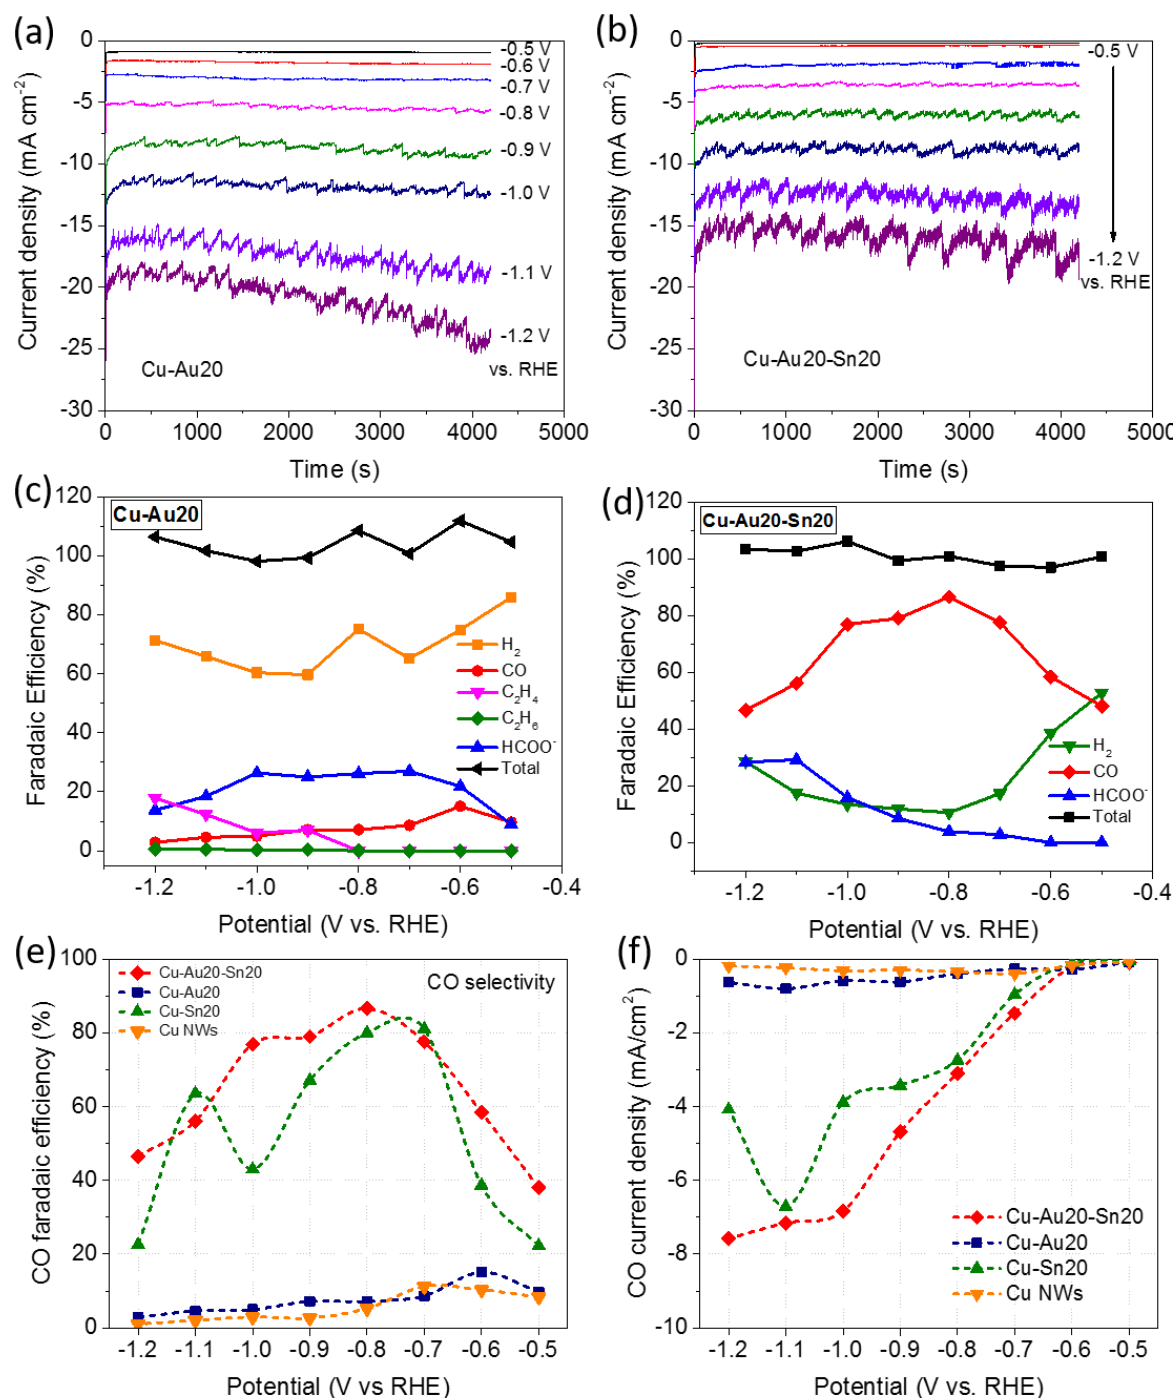 (a)
0
-5
-10
-15
-20
-25
-30
Current density (mA cm⁻²)
-0.5 V
-0.6 V
-0.7 V
-0.8 V
-0.9 V
-1.0 V
-1.1 V
-1.2 V
vs. RHE
Cu-Au20
0 1000 2000 3000 4000 5000
Time (s)
(b)
0
-5
-10
-15
-20
-25
-30
Current density (mA cm⁻²)
-0.5 V
-1.2 V
vs. RHE
Cu-Au20-Sn20
0 1000 2000 3000 4000 5000
Time (s)
(c)
120
100
80
60
40
20
0
Faradaic Efficiency (%)
Cu-Au20
H₂
CO
C₂H₄
C₂H₆
HCOO⁻
Total
-1.2 -1.0 -0.8 -0.6 -0.4
Potential (V vs. RHE)
(d)
120
100
80
60
40
20
0
Faradaic Efficiency (%)
Cu-Au20-Sn20
H₂
CO
HCOO⁻
Total
-1.2 -1.0 -0.8 -0.6 -0.4
Potential (V vs. RHE)
(e)
100
80
60
40
20
0
CO faradaic efficiency (%)
Cu-Au20-Sn20
Cu-Au20
Cu-Sn20
Cu NWs
CO selectivity
-1.2 -1.1 -1.0 -0.9 -0.8 -0.7 -0.6 -0.5
Potential (V vs RHE)
(f)
0
-2
-4
-6
-8
-10
CO current density (mA/cm²)
Cu-Au20-Sn20
Cu-Au20
Cu-Sn20
Cu NWs
-1.2 -1.1 -1.0 -0.9 -0.8 -0.7 -0.6 -0.5
Potential (V vs RHE)